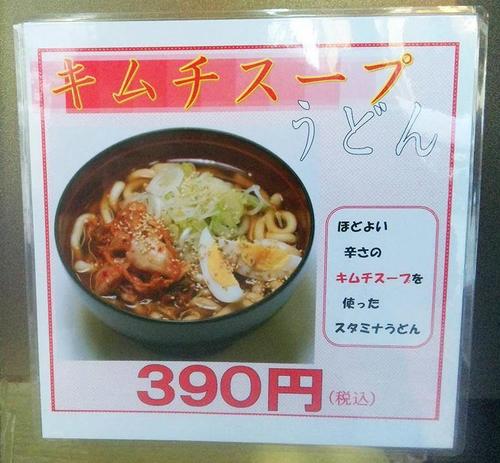 キムチスープ
うどん
ほどよい
辛さの
キムチスープを
使った
スタミナうどん
390円(税込)